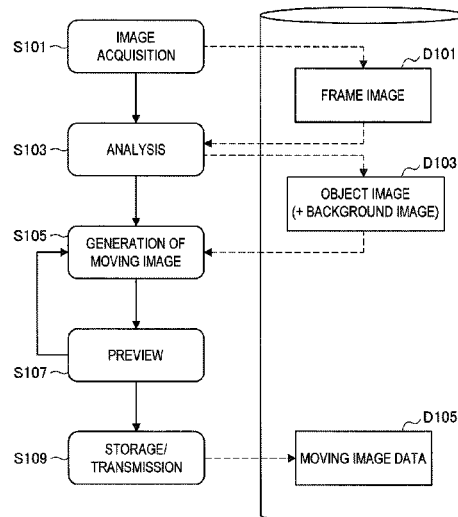 S101
IMAGE
ACQUISITION
D101
FRAME IMAGE
S103
ANALYSIS
D103
OBJECT IMAGE
(+ BACKGROUND IMAGE)
S105
GENERATION OF
MOVING IMAGE
PREVIEW
S107
D105
STORAGE/
TRANSMISSION
S109
MOVING IMAGE DATA